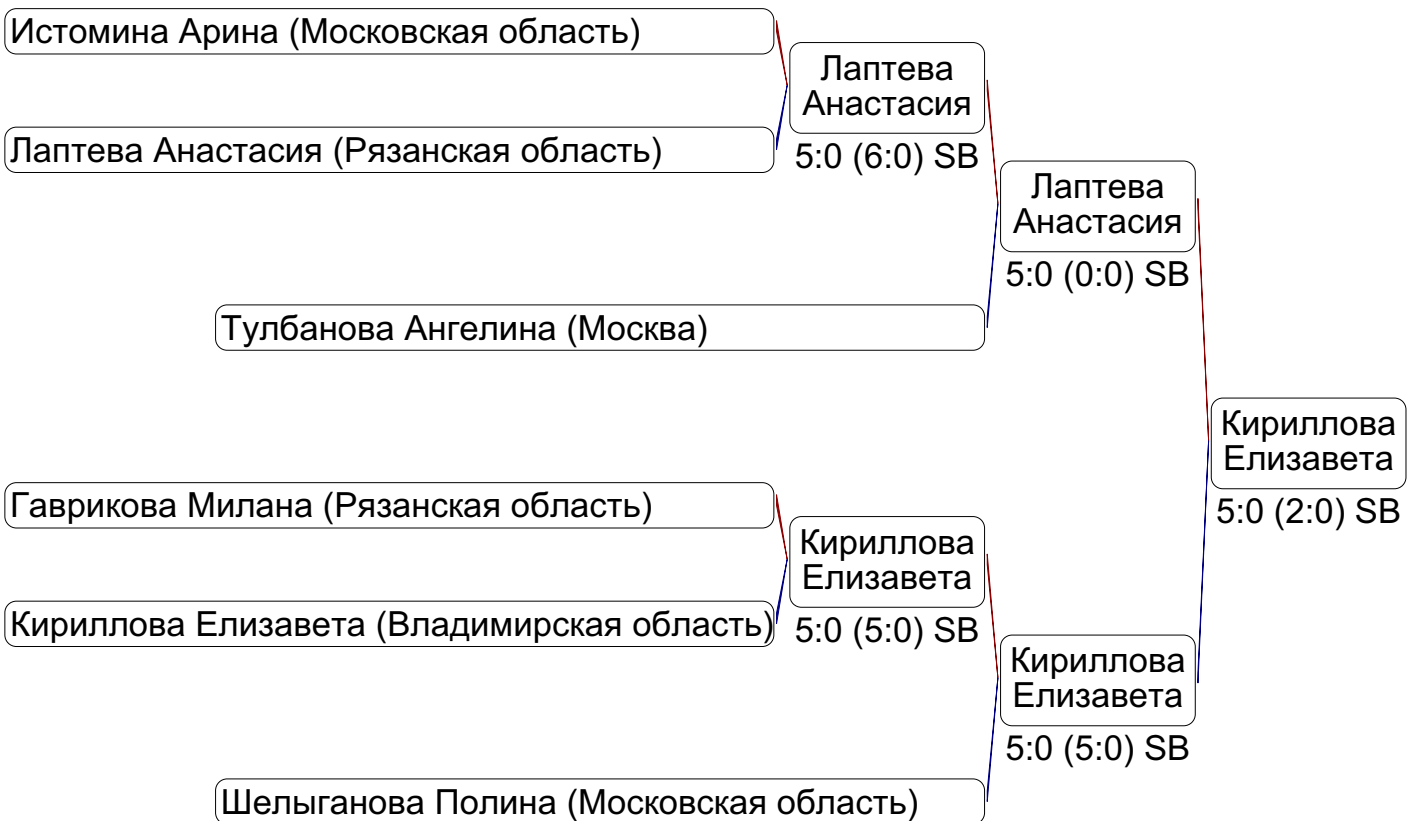 Истомина Арина (Московская область)
Лаптева
Анастасия
5:0 (6:0) SB
Лаптева Анастасия (Рязанская область)
Лаптева
Анастасия
5:0 (0:0) SB
Тулбанова Ангелина (Москва)
Кириллова
Елизавета
5:0 (2:0) SB
Гаврикова Милана (Рязанская область)
Кириллова
Елизавета
5:0 (5:0) SB
Кириллова Елизавета (Владимирская область)
Кириллова
Елизавета
5:0 (5:0) SB
Шелыганова Полина (Московская область)